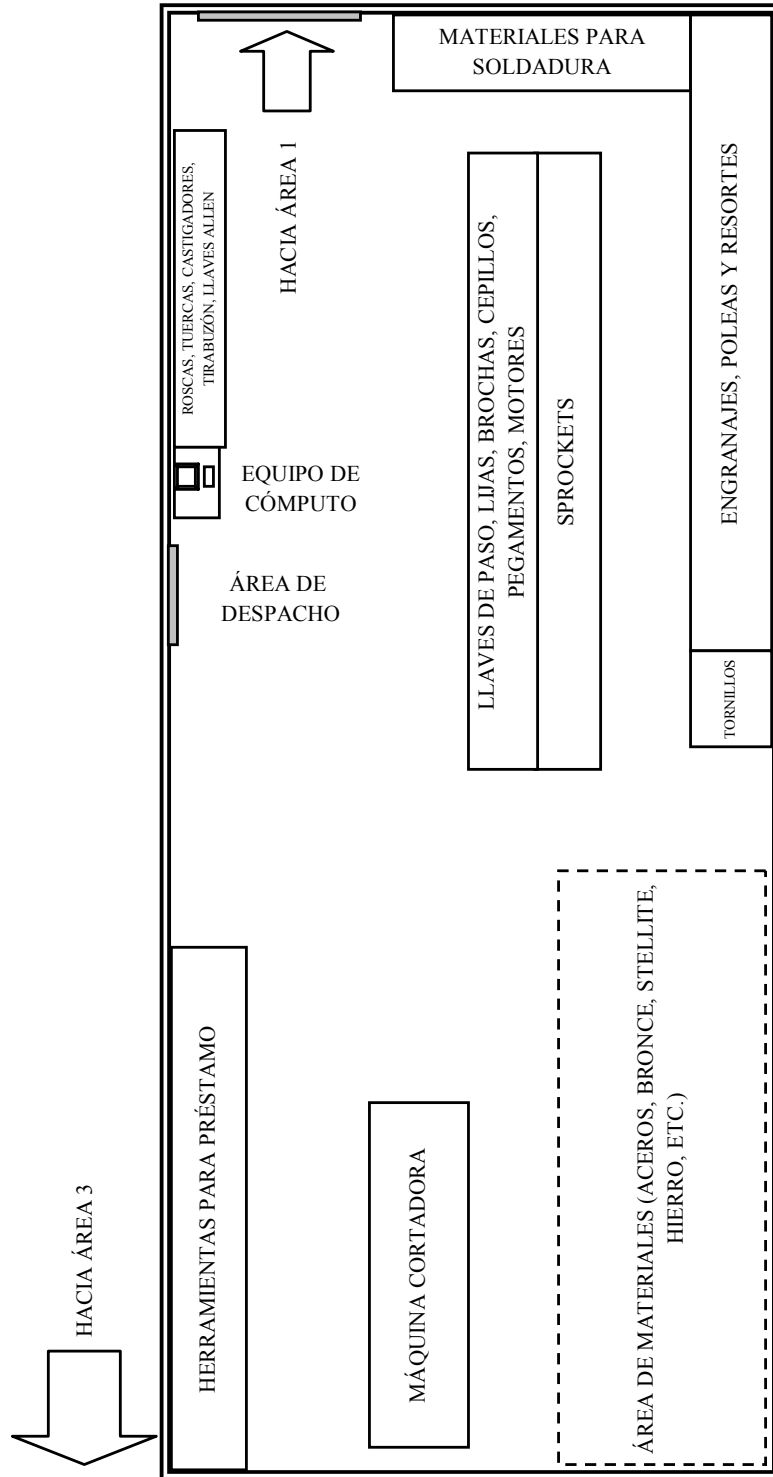 MATERIALES PARA
SOLDADURA
HACIA ÁREA 1
ROSCAS, TUERCAS, CASTIGADORES,
TIRABUZÓN, LLAVES ALLEN
EQUIPO DE
CÓMPUTO
ÁREA DE
DESPACHO
LLAVES DE PASO, LIJAS, BROCHAS, CEPILLOS,
PEGAMENTOS, MOTORES
SPROCKETS
ENGRANAJES, POLEAS Y RESORTES
TORNILLOS
HERRAMIENTAS PARA PRÉSTAMO
MÁQUINA CORTADORA
ÁREA DE MATERIALES (ACEROS, BRONCE, STELLITE,
HIERRO, ETC.)
HACIA ÁREA 3